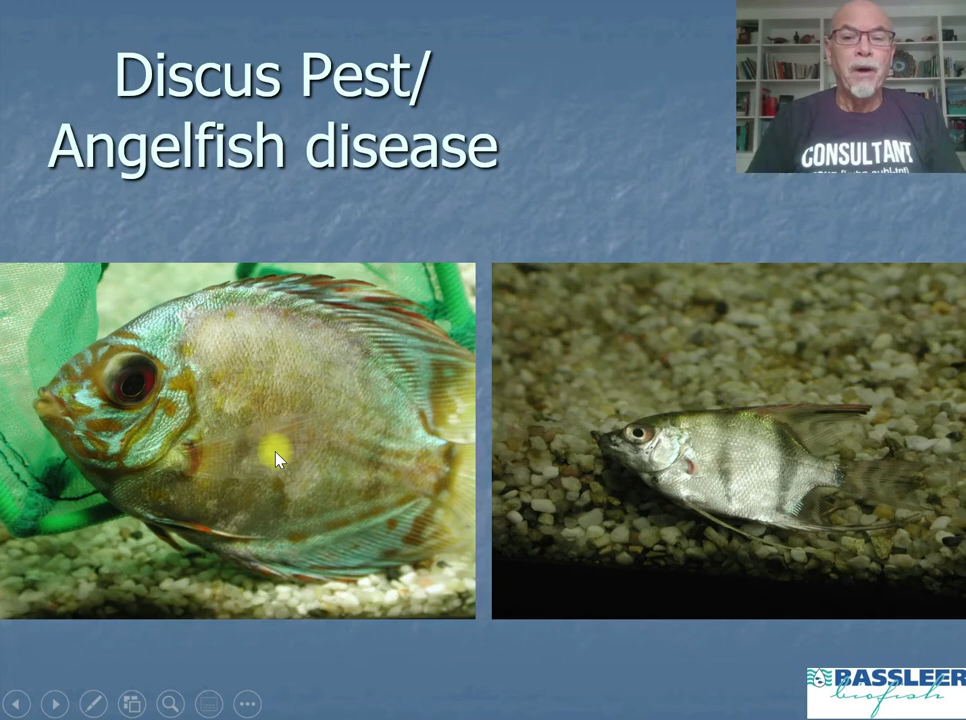 Discus Pest/
Angelfish disease
CONSULTANT
BASSLEER
biofish